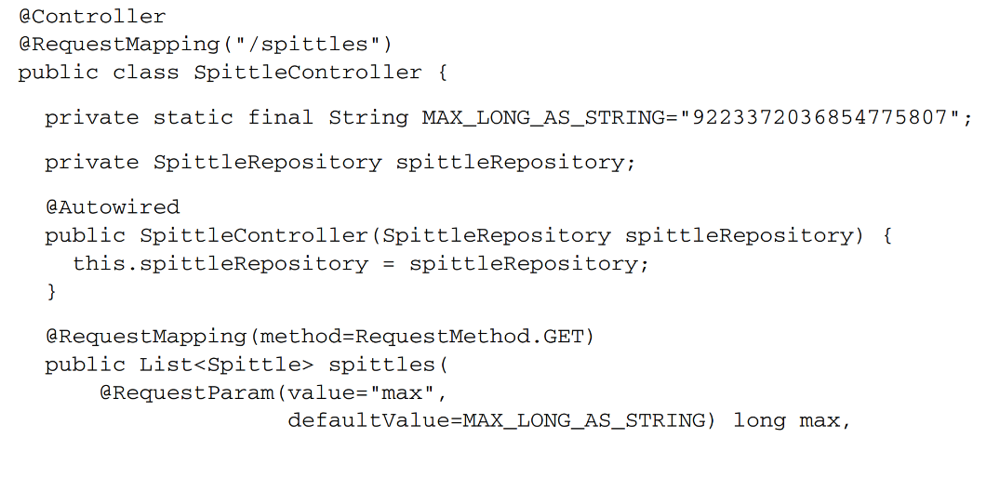 @Controller
@RequestMapping("/spittles")
public class SpittleController {
private static final String MAX_LONG_AS_STRING="9223372036854775807";
private SpittleRepository spittleRepository;
@Autowired
public SpittleController(SpittleRepository spittleRepository) {
this.spittleRepository = spittleRepository;
}
@RequestMapping(method=RequestMethod.GET)
public List<Spittle> spittles(
@RequestParam(value="max",
defaultValue=MAX_LONG_AS_STRING) long max,